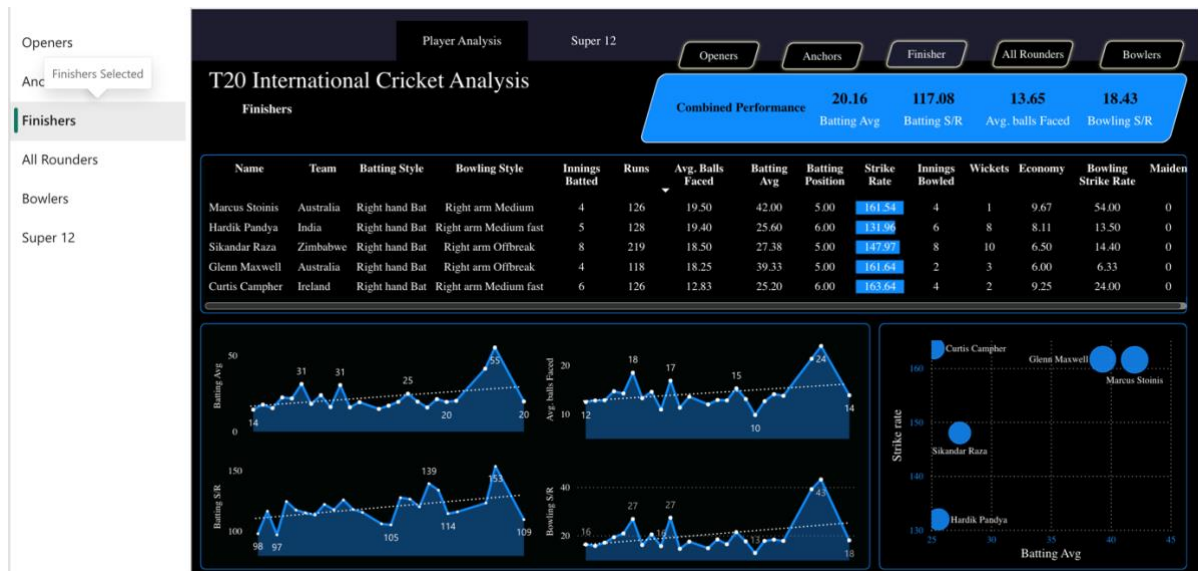 Openers
Anc
Finishers Selected
Finishers
All Rounders
Bowlers
Super 12
Player Analysis Super 12
Openers Anchors Finisher All Rounders Bowlers
T20 International Cricket Analysis
Finishers
Combined Performance
20.16 117.08 13.65 18.43
Batting Avg Batting S/R Avg. balls Faced Bowling S/R
Name Team Batting Style Bowling Style Innings Batted Runs Avg. Balls Faced Batting Avg Batting Position Strike Rate Innings Bowled Wickets Economy Bowling Strike Rate Maiden
Marcus Stoinis Australia Right hand Bat Right arm Medium 4 126 19.50 42.00 5.00 161.54 4 1 9.67 54.00 0
Hardik Pandya India Right hand Bat Right arm Medium fast 5 128 19.40 25.60 6.00 131.96 6 8 8.11 13.50 0
Sikandar Raza Zimbabwe Right hand Bat Right arm Offbreak 8 219 18.50 27.38 5.00 147.97 8 10 6.50 14.40 0
Glenn Maxwell Australia Right hand Bat Right arm Offbreak 4 118 18.25 39.33 5.00 161.64 2 3 6.00 6.33 0
Curtis Campher Ireland Right hand Bat Right arm Medium fast 6 126 12.83 25.20 6.00 163.64 4 2 9.25 24.00 0
Batting Avg
50
0
14 31 31 25 20 55 20
Avg. balls Faced
20
10
12 18 17 15 10 24 14
Batting S/R
150
100
98 97 105 139 114 153 109
Bowling S/R
40
20
16 27 16 27 13 43 18
Strike rate
160
150
140
130
Curtis Campher
Glenn Maxwell
Marcus Stoinis
Sikandar Raza
Hardik Pandya
25 30 35 40 45
Batting Avg